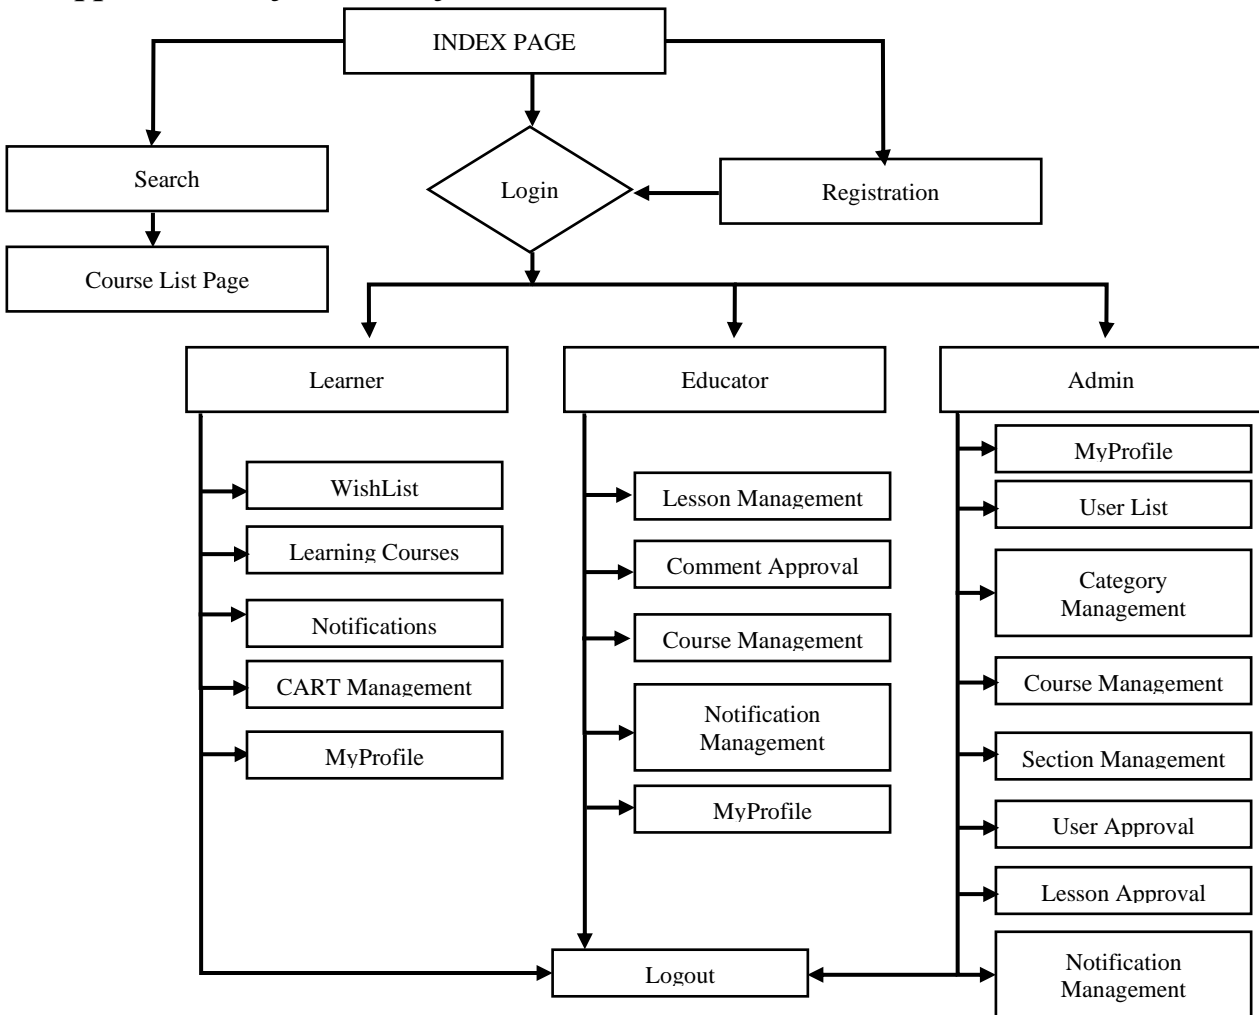 INDEX PAGE
Search
Login
Registration
Course List Page
Learner
Educator
Admin
WishList
Learning Courses
Notifications
CART Management
MyProfile
Lesson Management
Comment Approval
Course Management
Notification
Management
MyProfile
MyProfile
User List
Category
Management
Course Management
Section Management
User Approval
Lesson Approval
Notification
Management
Logout